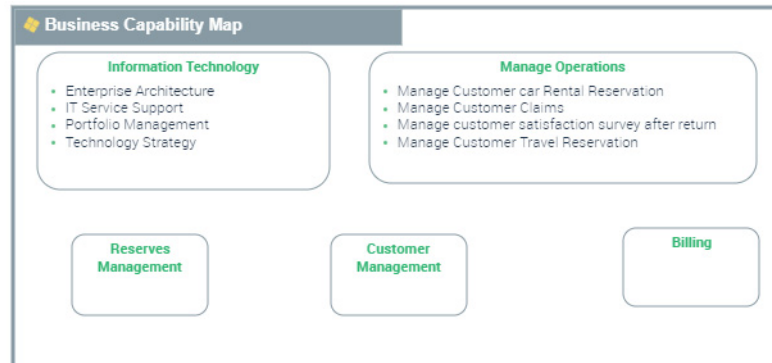 Business Capability Map
Information Technology
• Enterprise Architecture
• IT Service Support
• Portfolio Management
• Technology Strategy
Manage Operations
• Manage Customer car Rental Reservation
• Manage Customer Claims
• Manage customer satisfaction survey after return
• Manage Customer Travel Reservation
Reserves
Management
Customer
Management
Billing